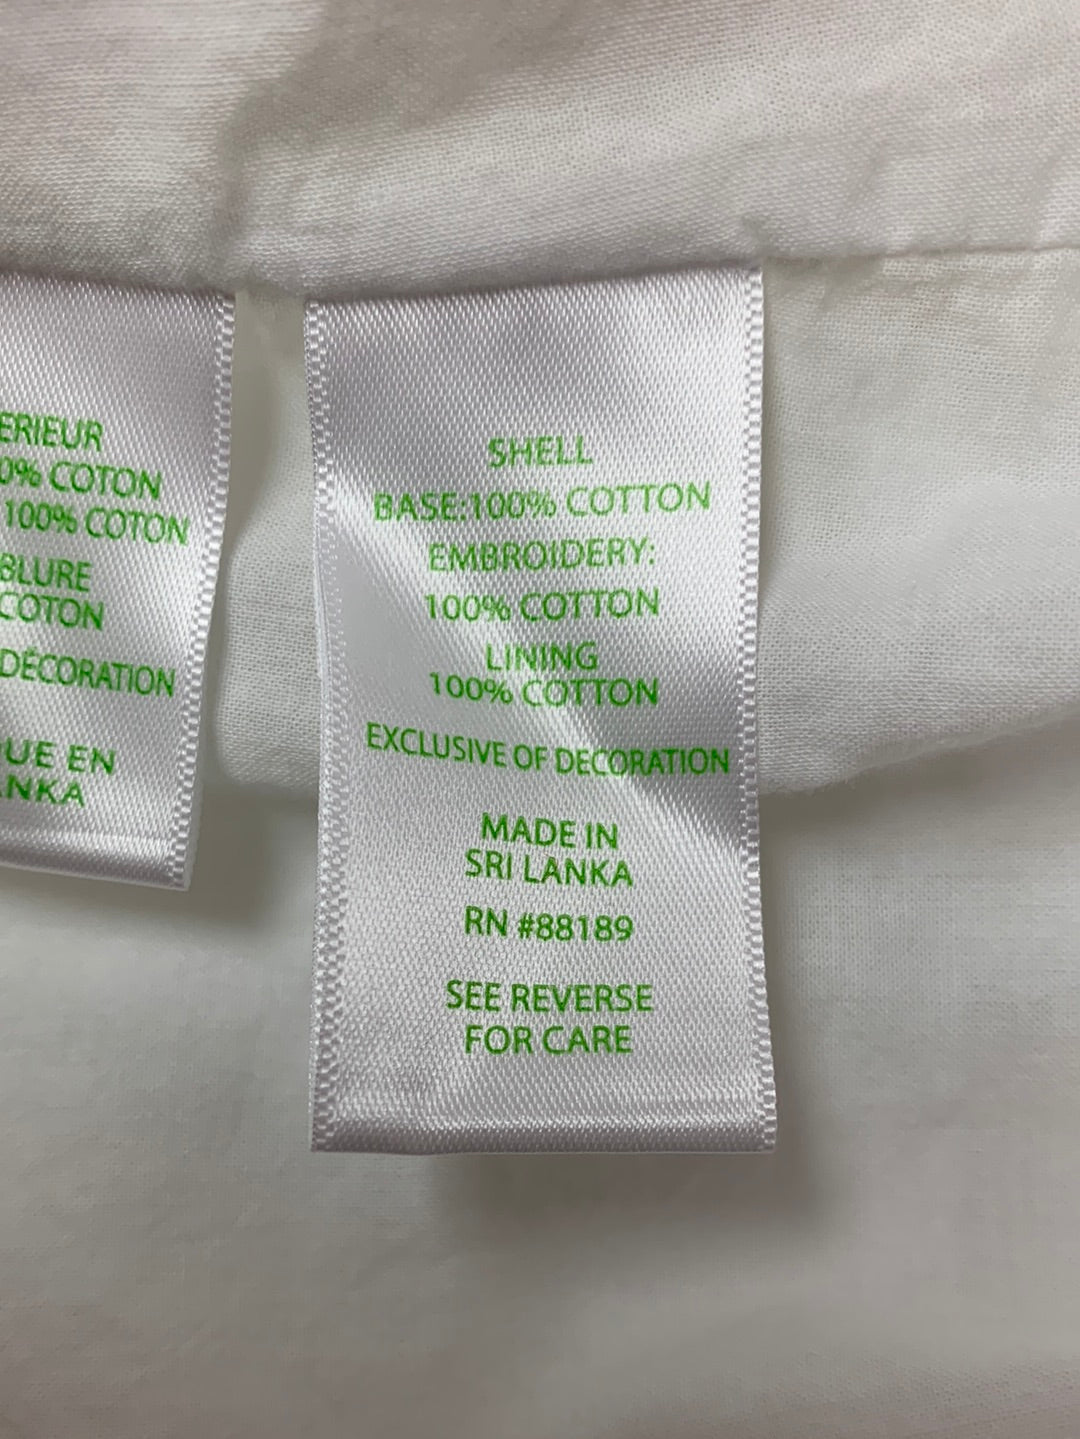 ERIEUR
0% COTON
100% COTON
BLURE
COTON
DÉCORATION
UE EN
ANKA
SHELL
BASE:100% COTTON
EMBROIDERY:
100% COTTON
LINING
100% COTTON
EXCLUSIVE OF DECORATION
MADE IN
SRI LANKA
RN #88189
SEE REVERSE
FOR CARE